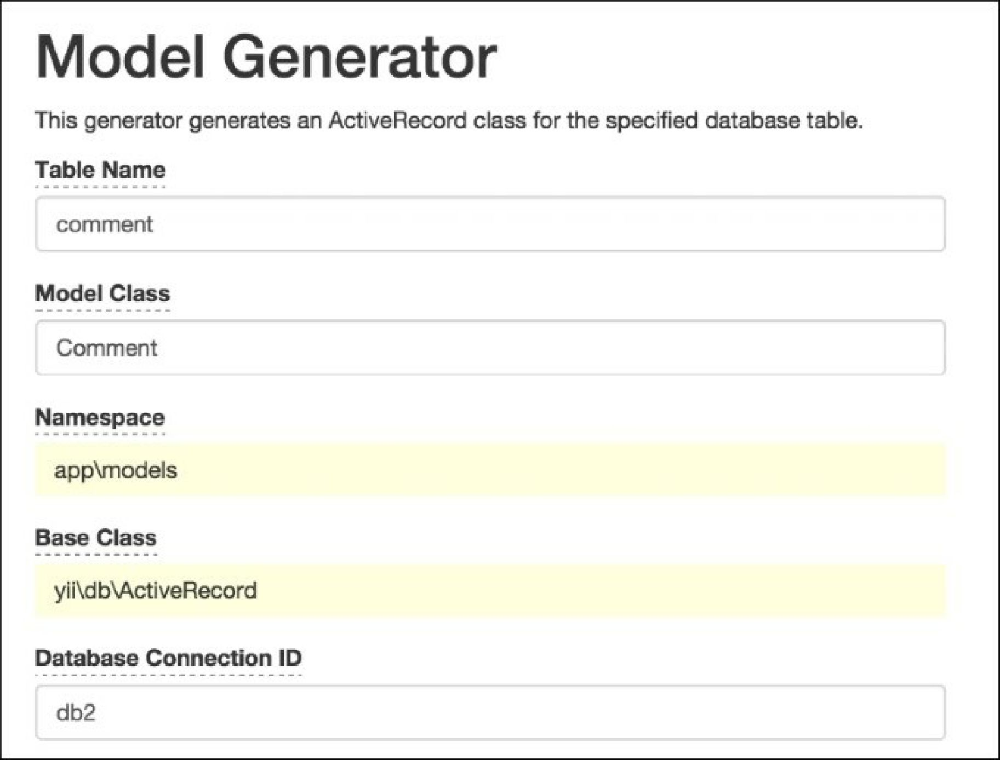 Model Generator
This generator generates an ActiveRecord class for the specified database table.
Table Name
comment
Model Class
Comment
Namespace
app\models
Base Class
yii\db\ActiveRecord
Database Connection ID
db2